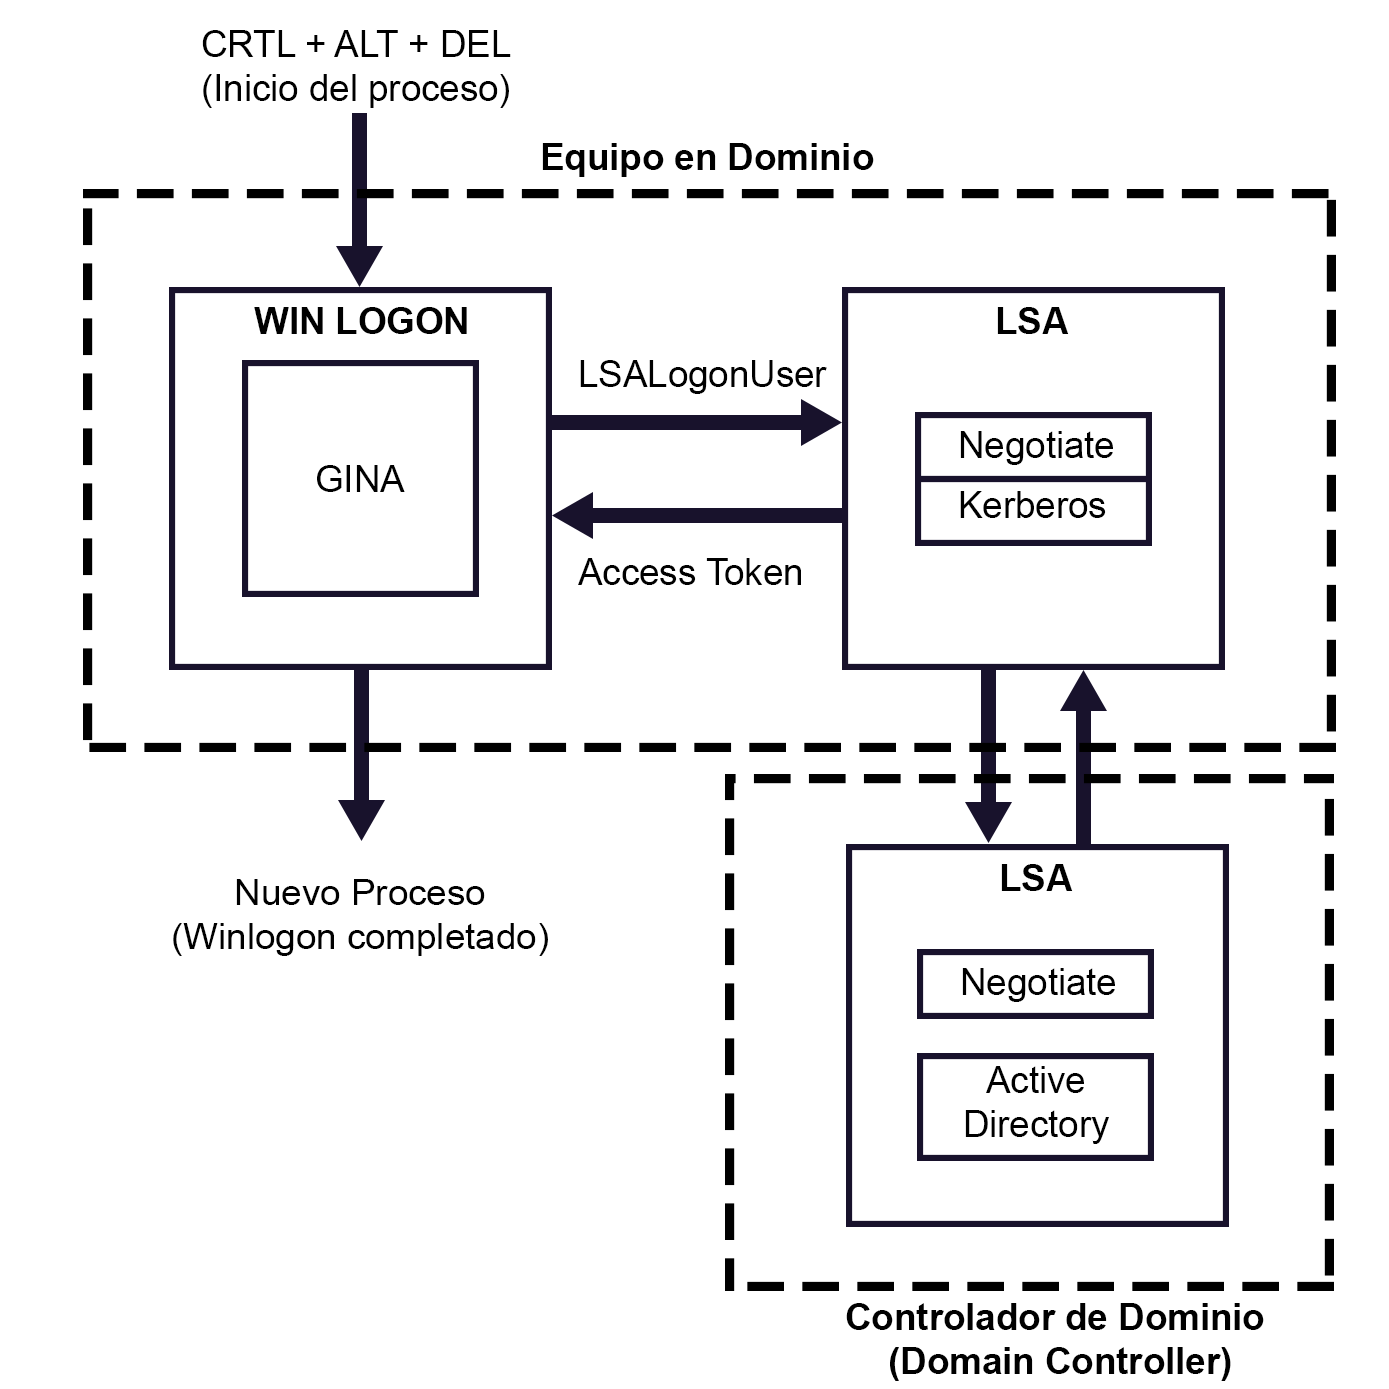 CRTL + ALT + DEL
(Inicio del proceso)
Equipo en Dominio
WIN LOGON
GINA
LSALogonUser
Access Token
LSA
Negotiate
Kerberos
Nuevo Proceso
(Winlogon completado)
LSA
Negotiate
Active
Directory
Controlador de Dominio
(Domain Controller)